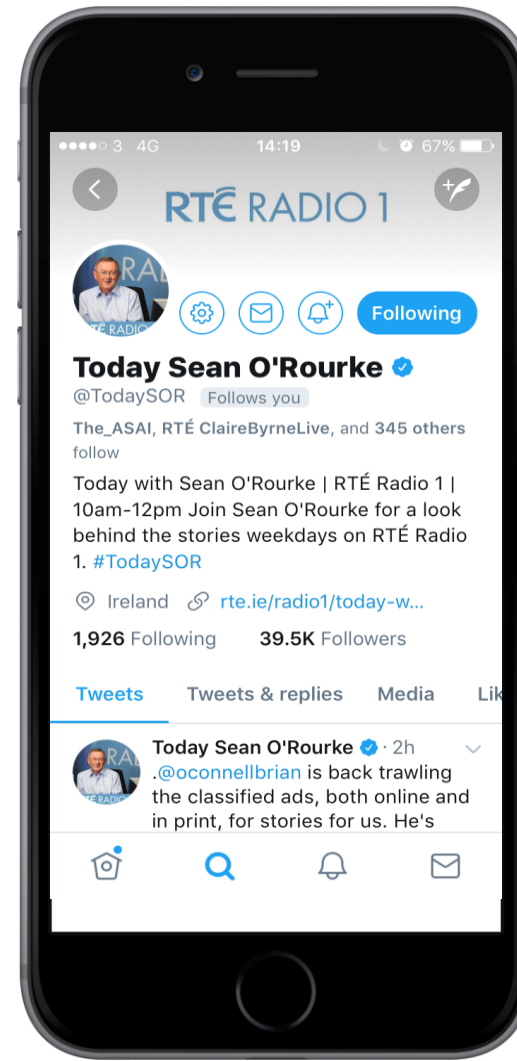 3 4G 14:19 67%
RTÉ RADIO 1
RA
TÉ RADIO
Following
Today Sean O'Rourke
@TodaySOR Follows you
The_ASAI, RTÉ ClaireByrneLive, and 345 others
follow
Today with Sean O'Rourke | RTÉ Radio 1 |
10am-12pm Join Sean O'Rourke for a look
behind the stories weekdays on RTÉ Radio
1. #TodaySOR
Ireland rte.ie/radio1/today-w...
1,926 Following 39.5K Followers
Tweets Tweets & replies Media Lik
Today Sean O'Rourke · 2h
RA
É RADIO
.@oconnellbrian is back trawling
the classified ads, both online and
in print, for stories for us. He's